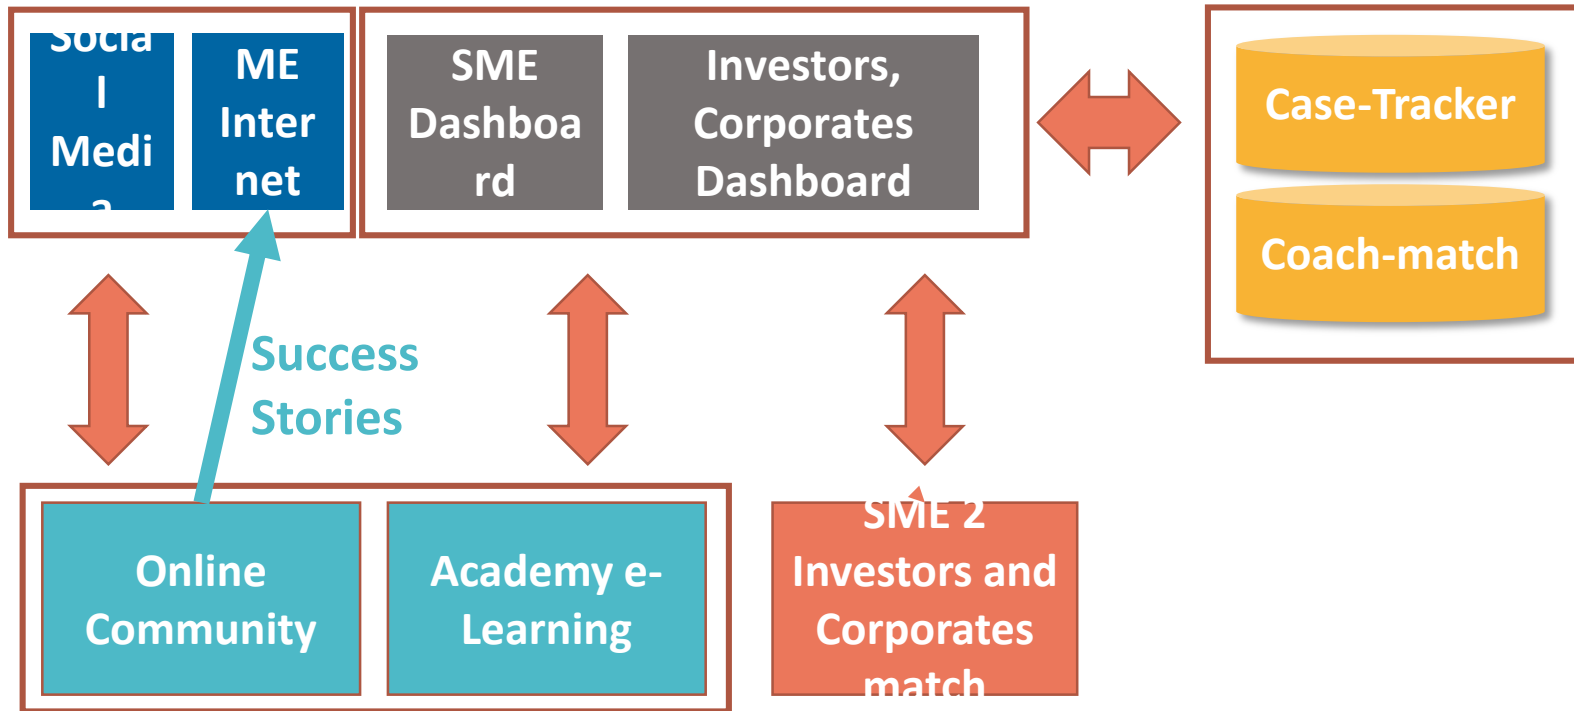 Socia
l
Medi
a
ME
Inter
net
SME
Dashboa
rd
Investors,
Corporates
Dashboard
Case-Tracker
Coach-match
Success
Stories
Online
Community
Academy e-
Learning
SME 2
Investors and
Corporates
match